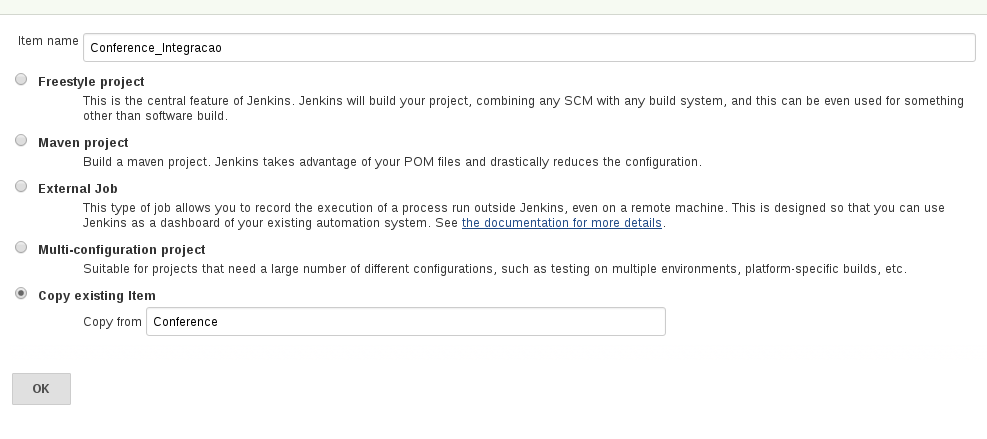 Item name Conference_Integracao
Freestyle project
This is the central feature of Jenkins. Jenkins will build your project, combining any SCM with any build system, and this can be even used for something
other than software build.
Maven project
Build a maven project. Jenkins takes advantage of your POM files and drastically reduces the configuration.
External Job
This type of job allows you to record the execution of a process run outside Jenkins, even on a remote machine. This is designed so that you can use
Jenkins as a dashboard of your existing automation system. See the documentation for more details.
Multi-configuration project
Suitable for projects that need a large number of different configurations, such as testing on multiple environments, platform-specific builds, etc.
Copy existing Item
Copy from Conference
OK